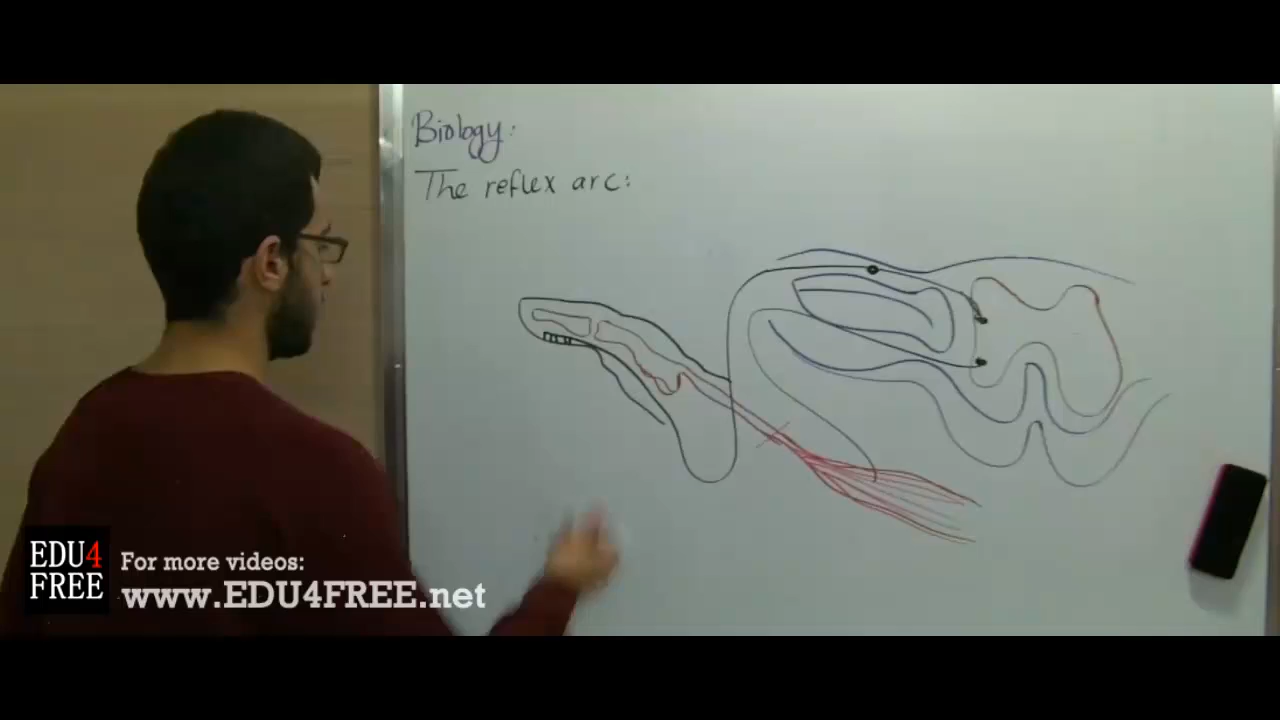 Biology:
The reflex arc:
EDU4
FREE
For more videos:
www.EDU4FREE.net